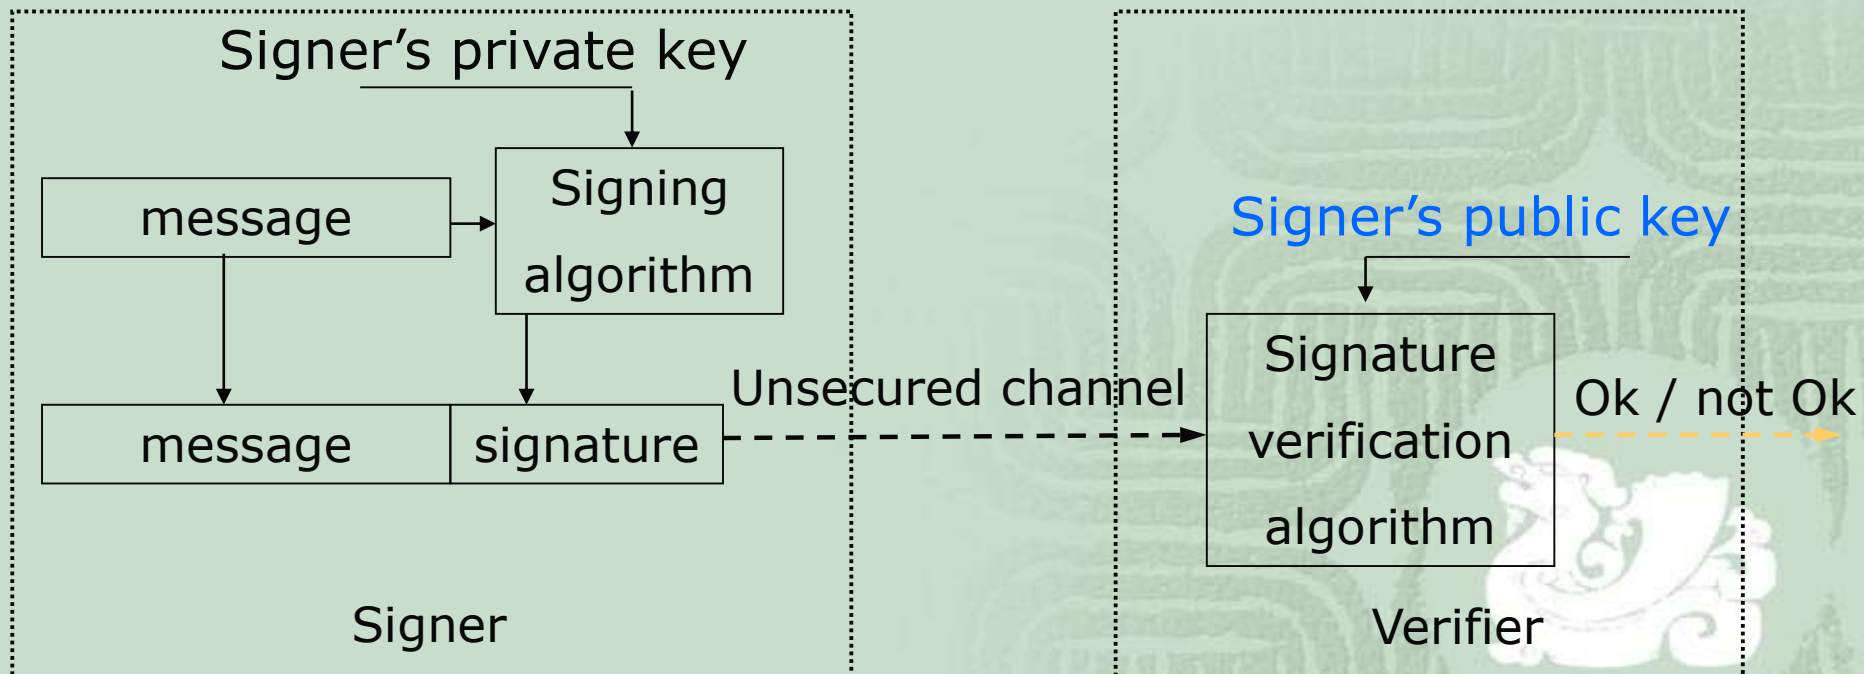 Signer’s private key
Signing
algorithm
message
message
signature
Signer
Unsecured channel
Signer’s public key
Signature
verification
algorithm
Ok / not Ok
Verifier